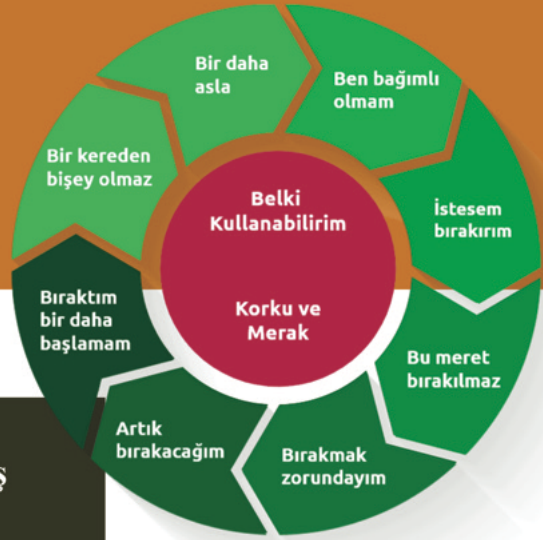 Belki
Kullanabilirim
Korku ve
Merak
Bir kereden
bişey olmaz
Bir daha
asla
Ben bağımlı
olmam
İstesem
bırakırım
Bu meret
bırakılmaz
Bırakmak
zorundayım
Artık
bırakacağım
Bıraktım
bir daha
başlamam
Ş